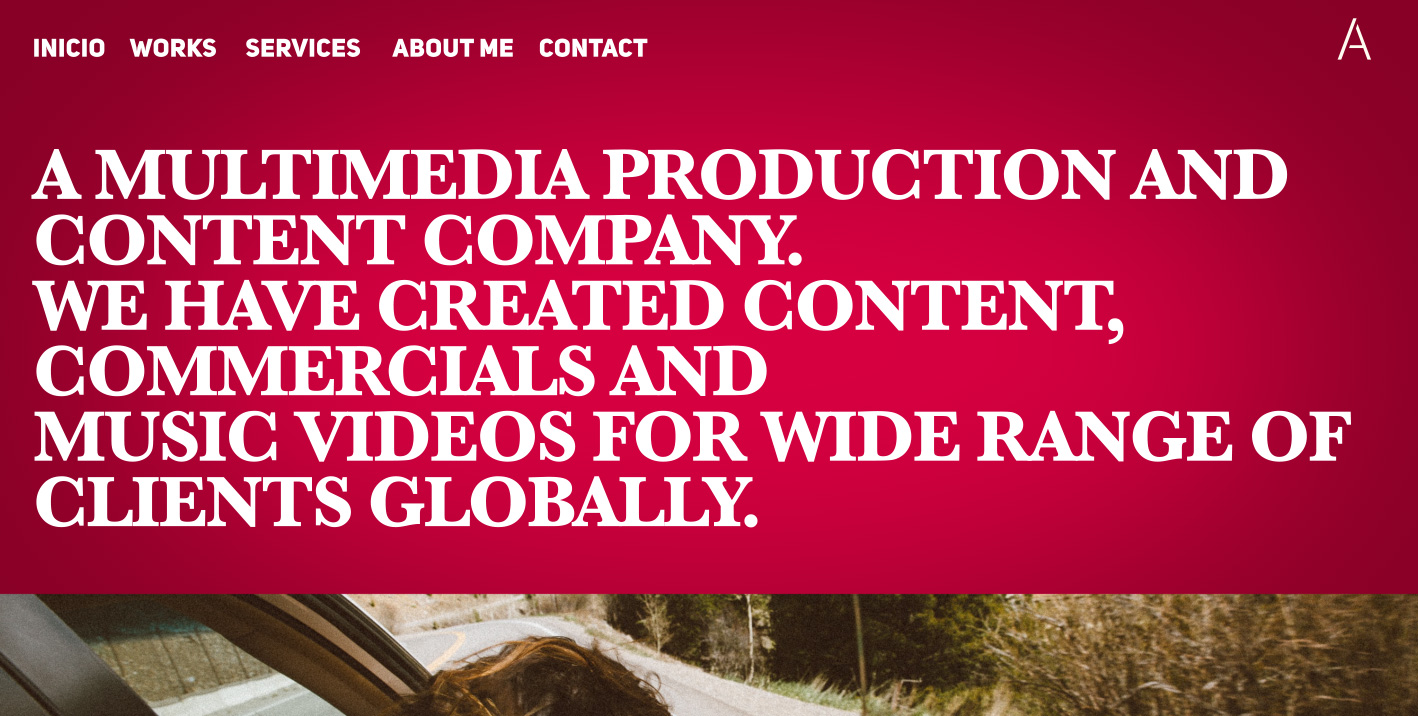 INICIO WORKS SERVICES ABOUT ME CONTACT A
A MULTIMEDIA PRODUCTION AND
CONTENT COMPANY.
WE HAVE CREATED CONTENT,
COMMERCIALS AND
MUSIC VIDEOS FOR WIDE RANGE OF
CLIENTS GLOBALLY.